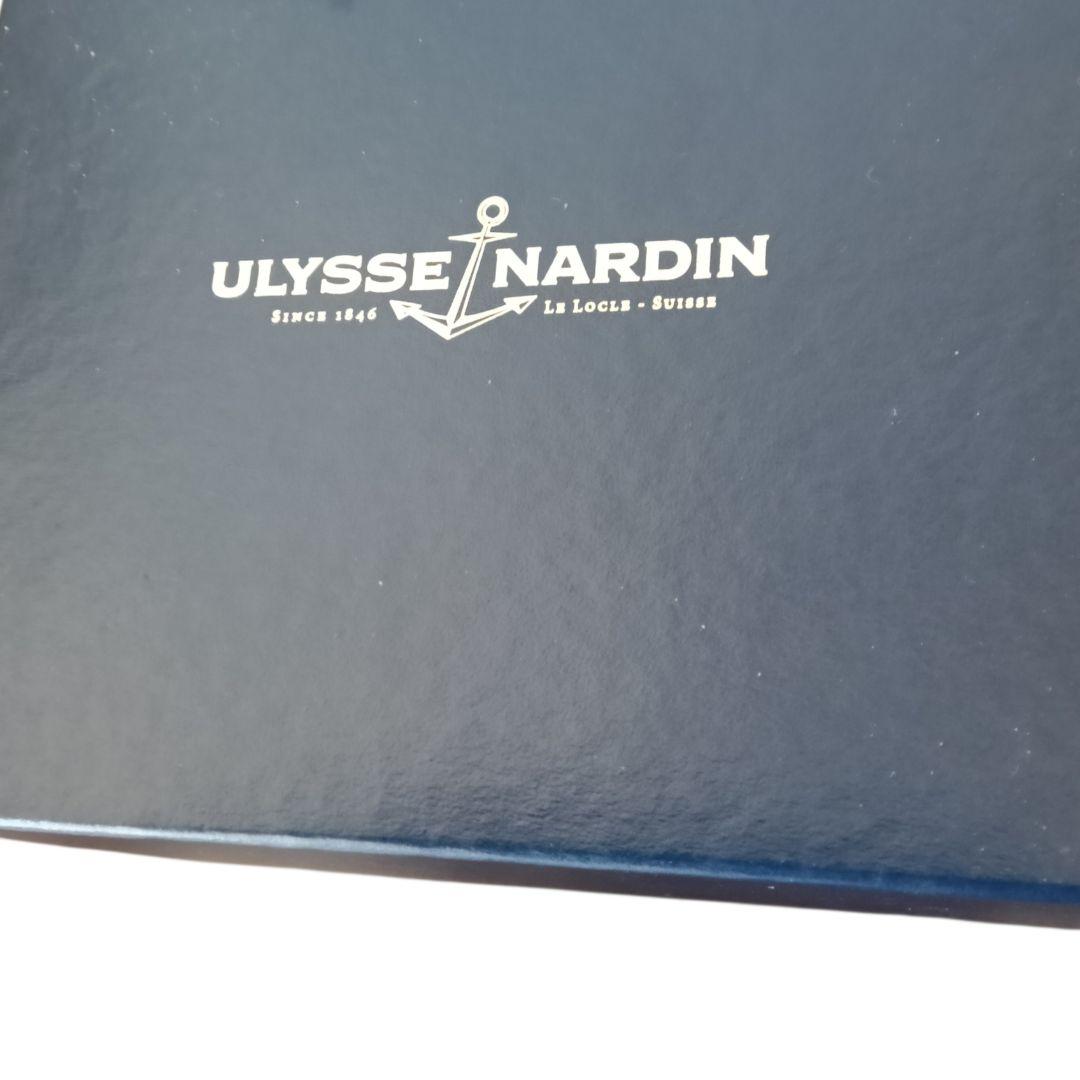 ULYSSE NARDIN
SINCE 1846 LE LOCLE - SUISSE